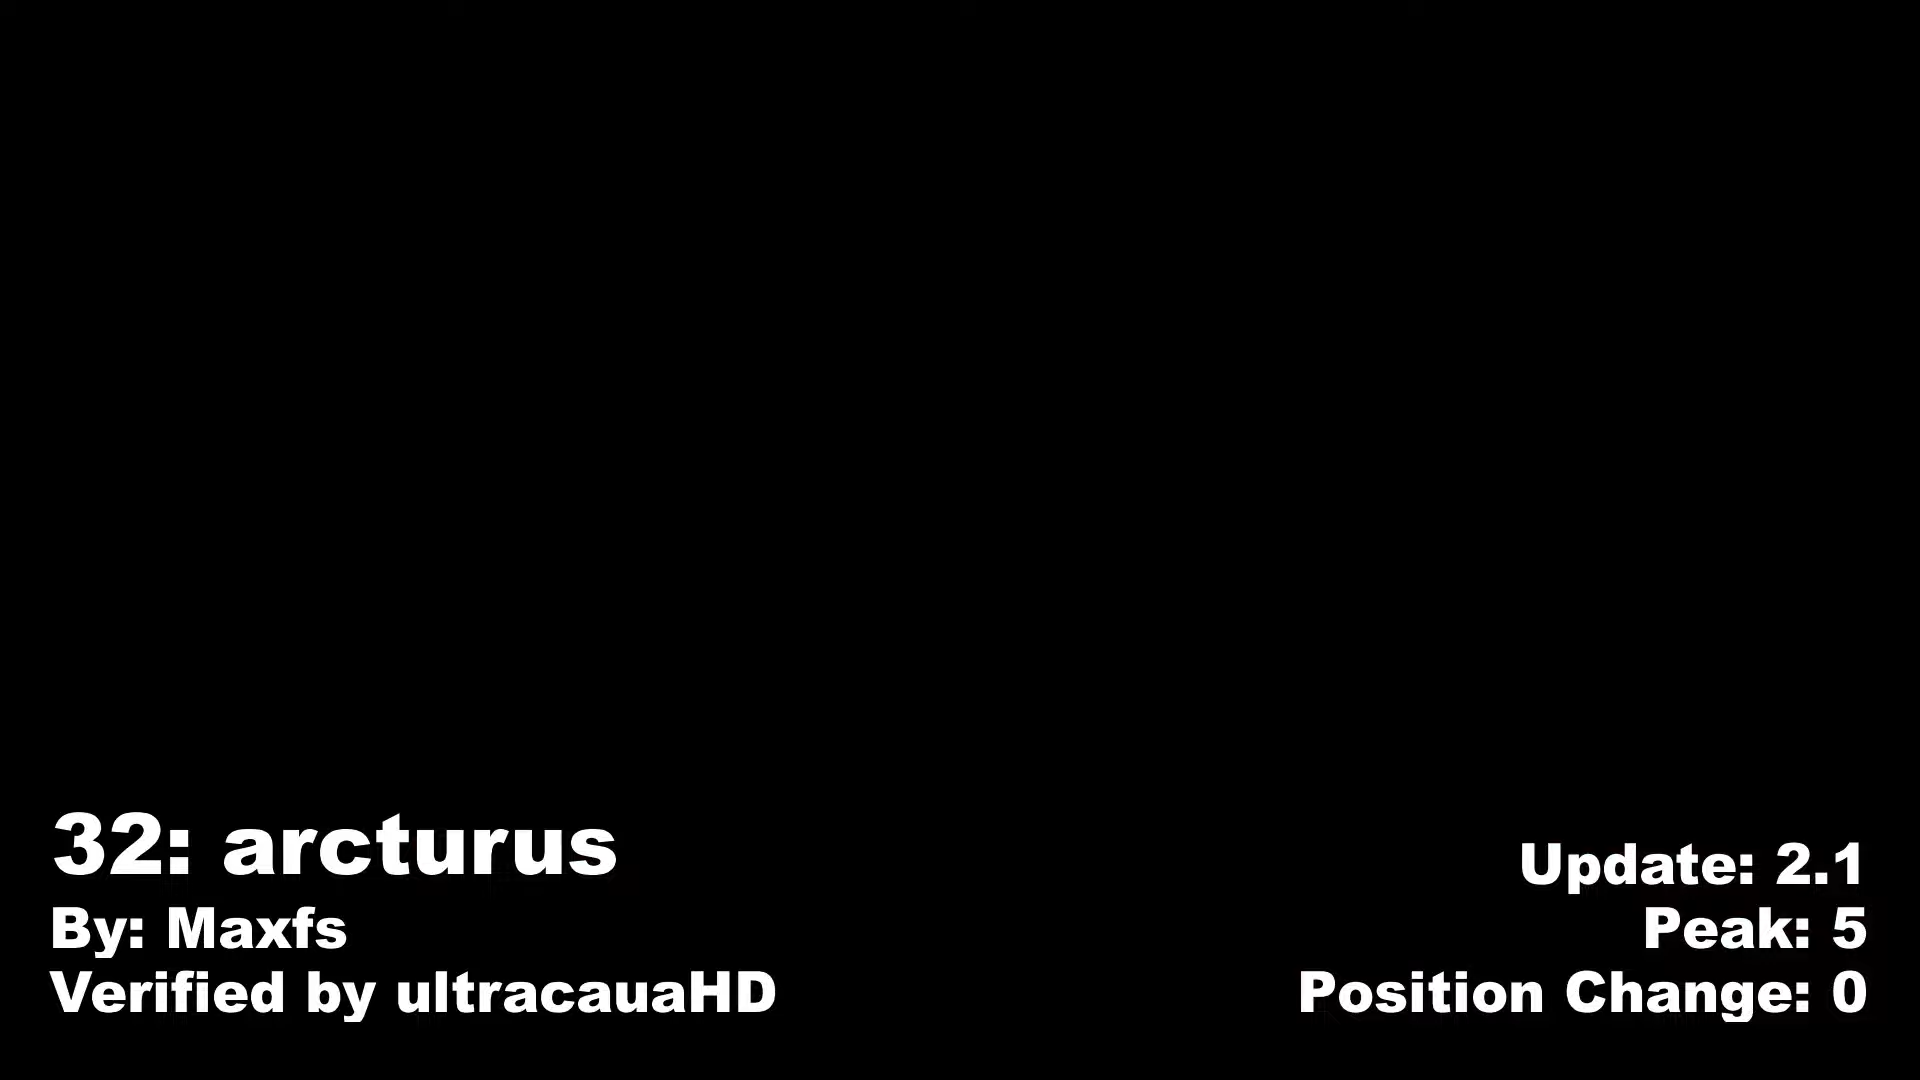 32: arcturus
By: Maxfs
Verified by ultracauaHD
Update: 2.1
Peak: 5
Position Change: 0